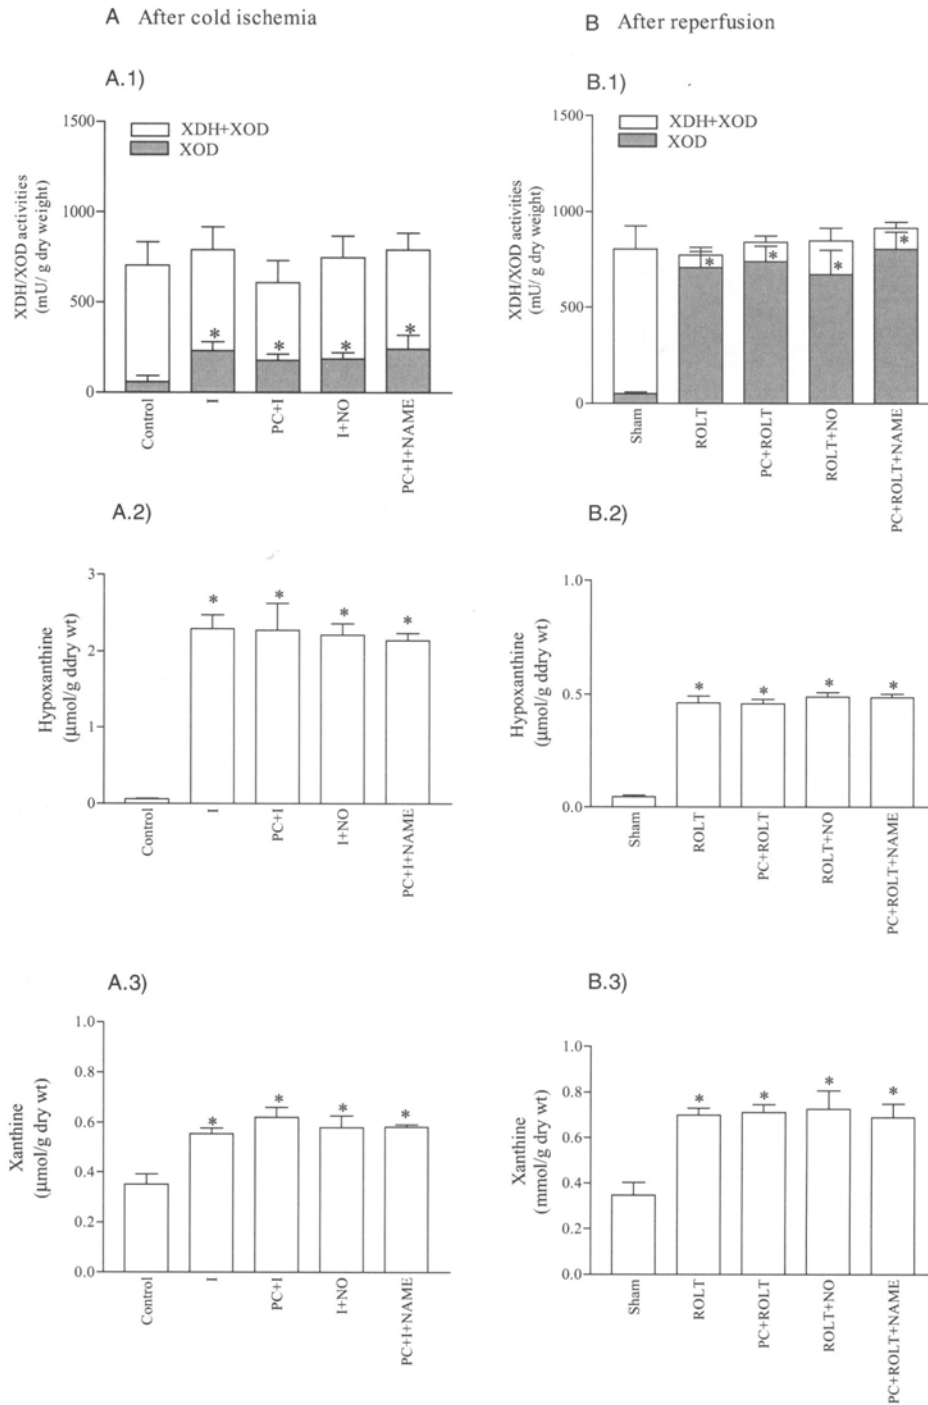 A After cold ischemia
A.1)
1500
1000
500
0
XDH/XOD activities
(mU/ g dry weight)
XDH+XOD
XOD
*
*
*
*
Control
I
PC+I
I+NO
PC+I+NAME
A.2)
3
2
1
0
Hypoxanthine
(μmol/g ddry wt)
*
*
*
*
Control
I
PC+I
I+NO
PC+I+NAME
A.3)
1.0
0.8
0.6
0.4
0.2
0.0
Xanthine
(μmol/g dry wt)
*
*
*
*
Control
I
PC+I
I+NO
PC+I+NAME
B After reperfusion
B.1)
1500
1000
500
0
XDH/XOD activities
(mU/ g dry weight)
XDH+XOD
XOD
*
*
*
*
Sham
ROLT
PC+ROLT
ROLT+NO
PC+ROLT+NAME
B.2)
1.0
0.5
0.0
Hypoxanthine
(μmol/g dry wt)
*
*
*
*
Sham
ROLT
PC+ROLT
ROLT+NO
PC+ROLT+NAME
B.3)
1.0
0.8
0.6
0.4
0.2
0.0
Xanthine
(mmol/g dry wt)
*
*
*
*
Sham
ROLT
PC+ROLT
ROLT+NO
PC+ROLT+NAME